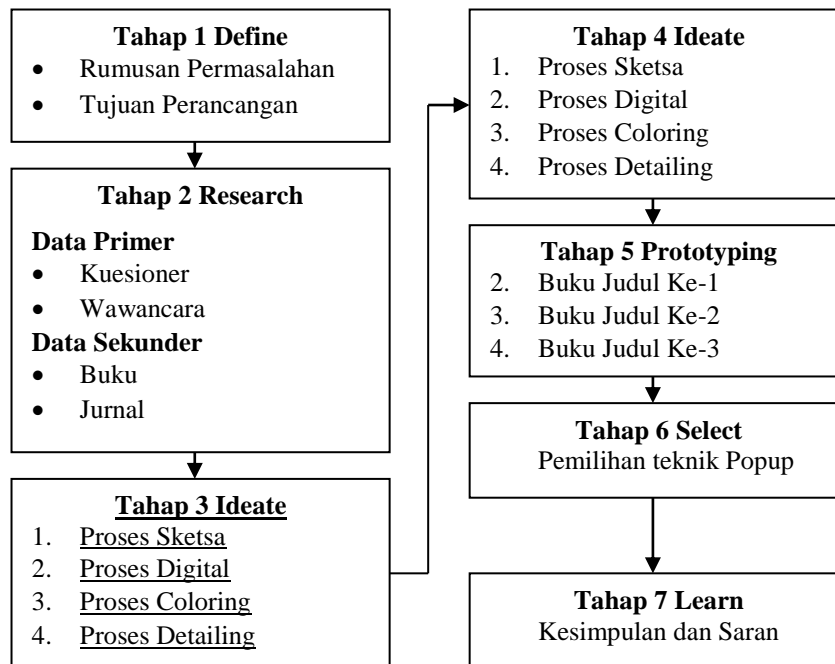 Tahap 1 Define
• Rumusan Permasalahan
• Tujuan Perancangan
Tahap 2 Research
Data Primer
• Kuesioner
• Wawancara
Data Sekunder
• Buku
• Jurnal
Tahap 3 Ideate
1. Proses Sketsa
2. Proses Digital
3. Proses Coloring
4. Proses Detailing
Tahap 4 Ideate
1. Proses Sketsa
2. Proses Digital
3. Proses Coloring
4. Proses Detailing
Tahap 5 Prototyping
2. Buku Judul Ke-1
3. Buku Judul Ke-2
4. Buku Judul Ke-3
Tahap 6 Select
Pemilihan teknik Popup
Tahap 7 Learn
Kesimpulan dan Saran